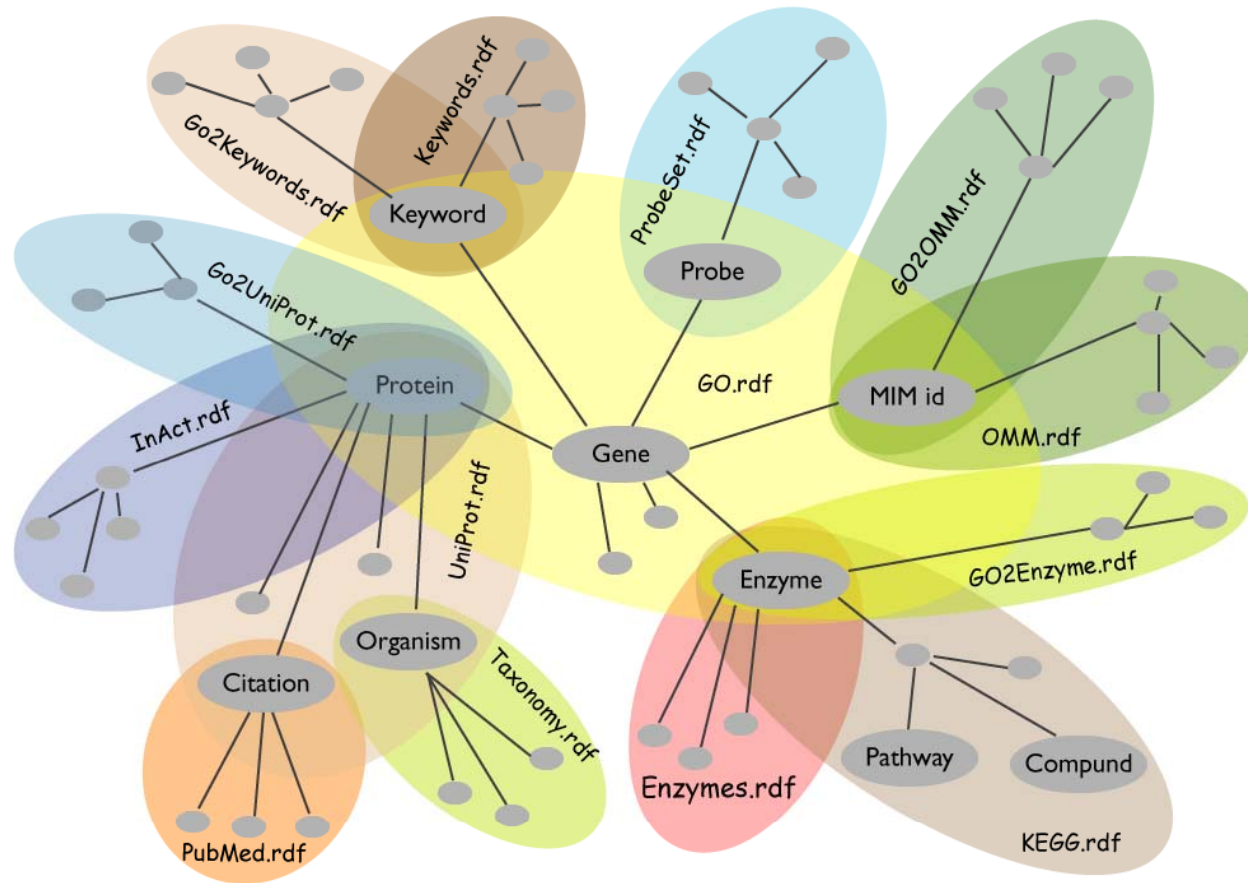 Keywords.rdf
Go2Keywords.rdf
ProbeSet.rdf
GO2OMM.rdf
Keyword
Probe
Go2UniProt.rdf
Protein
GO.rdf
MIM id
InAct.rdf
Gene
OMM.rdf
UniProt.rdf
Enzyme
GO2Enzyme.rdf
Organism
Citation
Taxonomy.rdf
Pathway
Compund
Enzymes.rdf
KEGG.rdf
PubMed.rdf